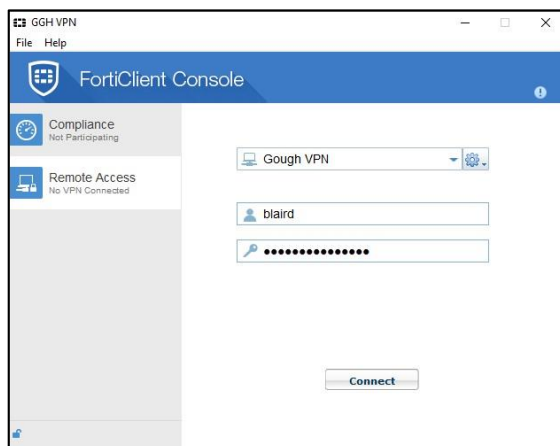 GGH VPN
File Help
FortiClient Console
Compliance
Not Participating
Remote Access
No VPN Connected
Gough VPN
blaird
●●●●●●●●●●●●●●●
Connect